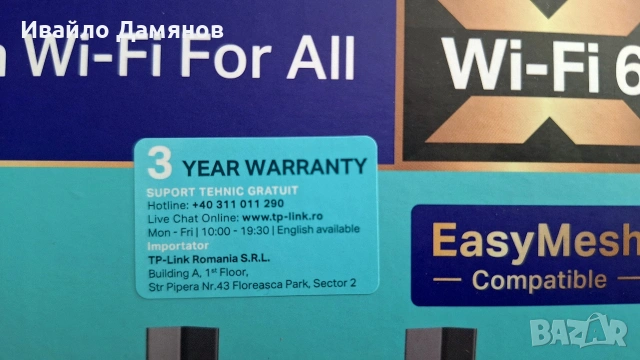 Ивайло Дамянов
Wi-Fi For All
Wi-Fi 6
3 YEAR WARRANTY
SUPORT TEHNIC GRATUIT
Hotline: +40 311 011 290
Live Chat Online: www.tp-link.ro
Mon - Fri | 10:00 - 19:30 | English available
Importator
TP-Link Romania S.R.L.
Building A, 1st Floor,
Str Pipera Nr.43 Floreasca Park, Sector 2
EasyMesh
Compatible
BAZAR
bg